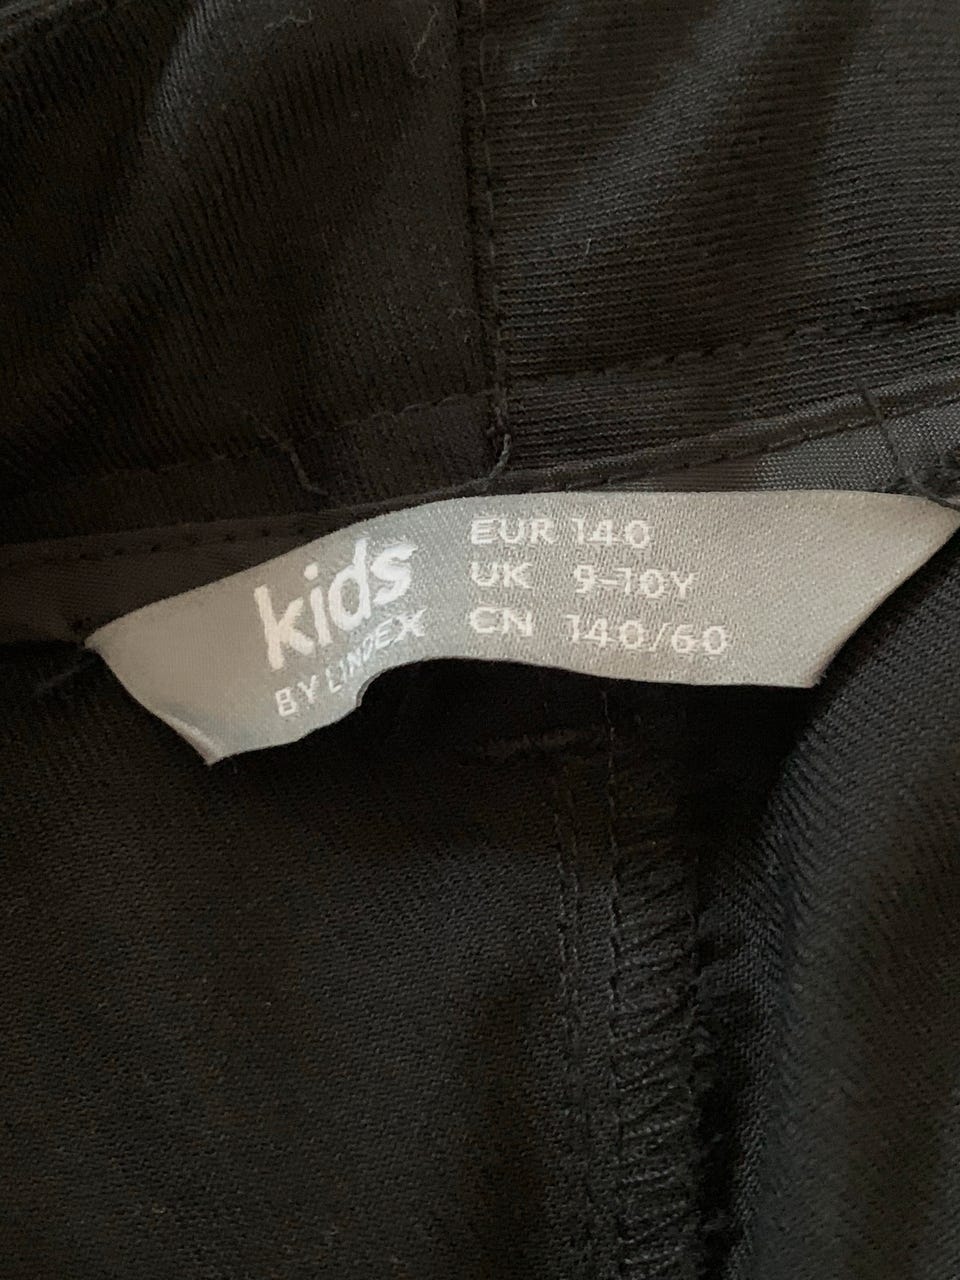 kids
BY LINDEX
EUR 140
UK 9-10Y
CN 140/60